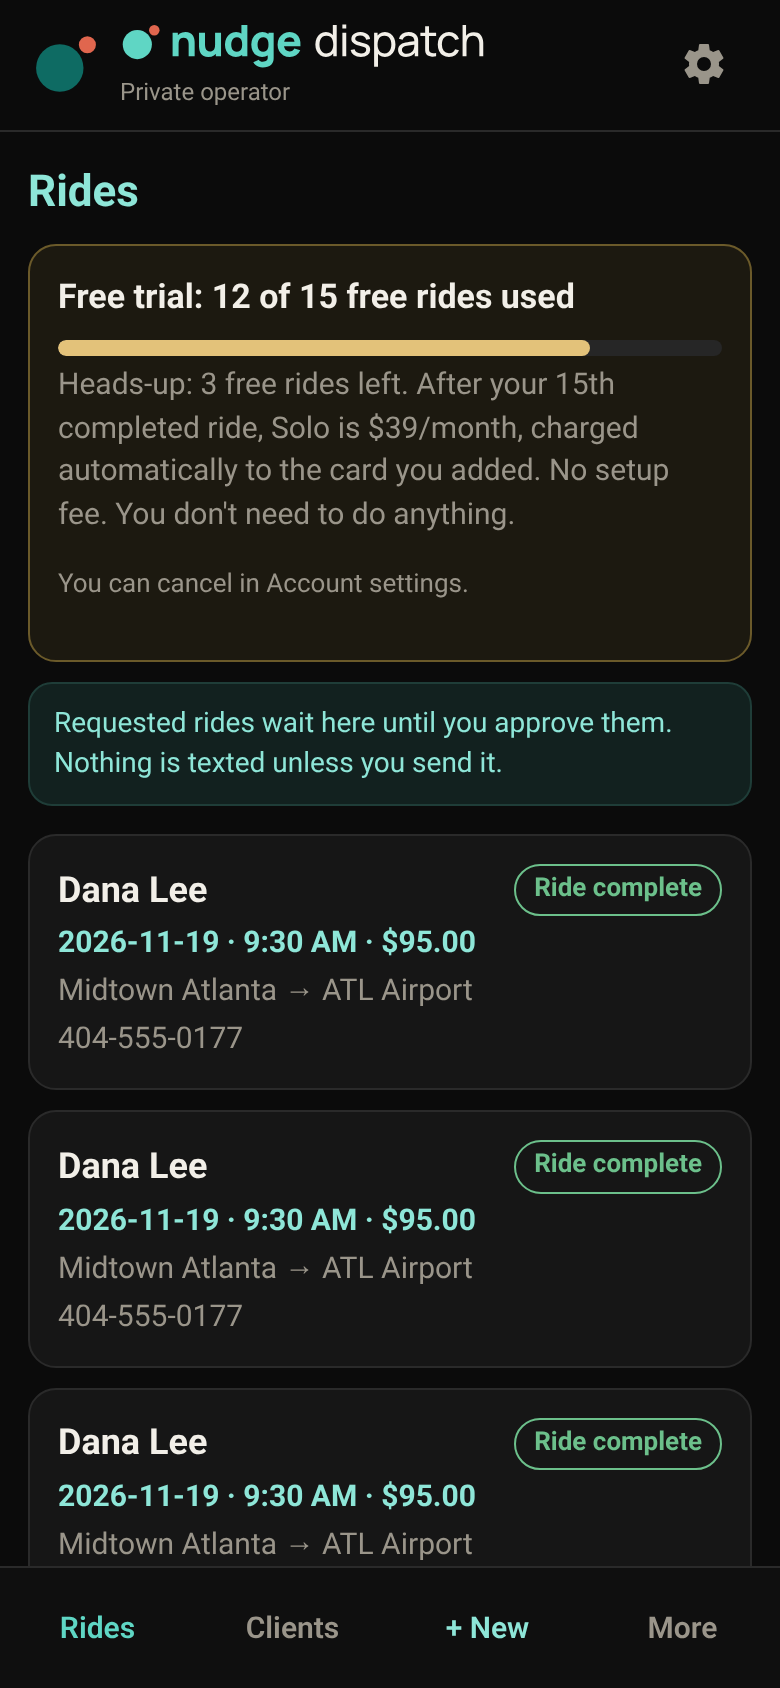 nudge dispatch
Private operator
Rides
Free trial: 12 of 15 free rides used
Heads-up: 3 free rides left. After your 15th
completed ride, Solo is $39/month, charged
automatically to the card you added. No setup
fee. You don't need to do anything.
You can cancel in Account settings.
Requested rides wait here until you approve them.
Nothing is texted unless you send it.
Dana Lee
Ride complete
2026-11-19 · 9:30 AM · $95.00
Midtown Atlanta → ATL Airport
404-555-0177
Dana Lee
Ride complete
2026-11-19 · 9:30 AM · $95.00
Midtown Atlanta → ATL Airport
404-555-0177
Dana Lee
Ride complete
2026-11-19 · 9:30 AM · $95.00
Midtown Atlanta → ATL Airport
Rides Clients + New More